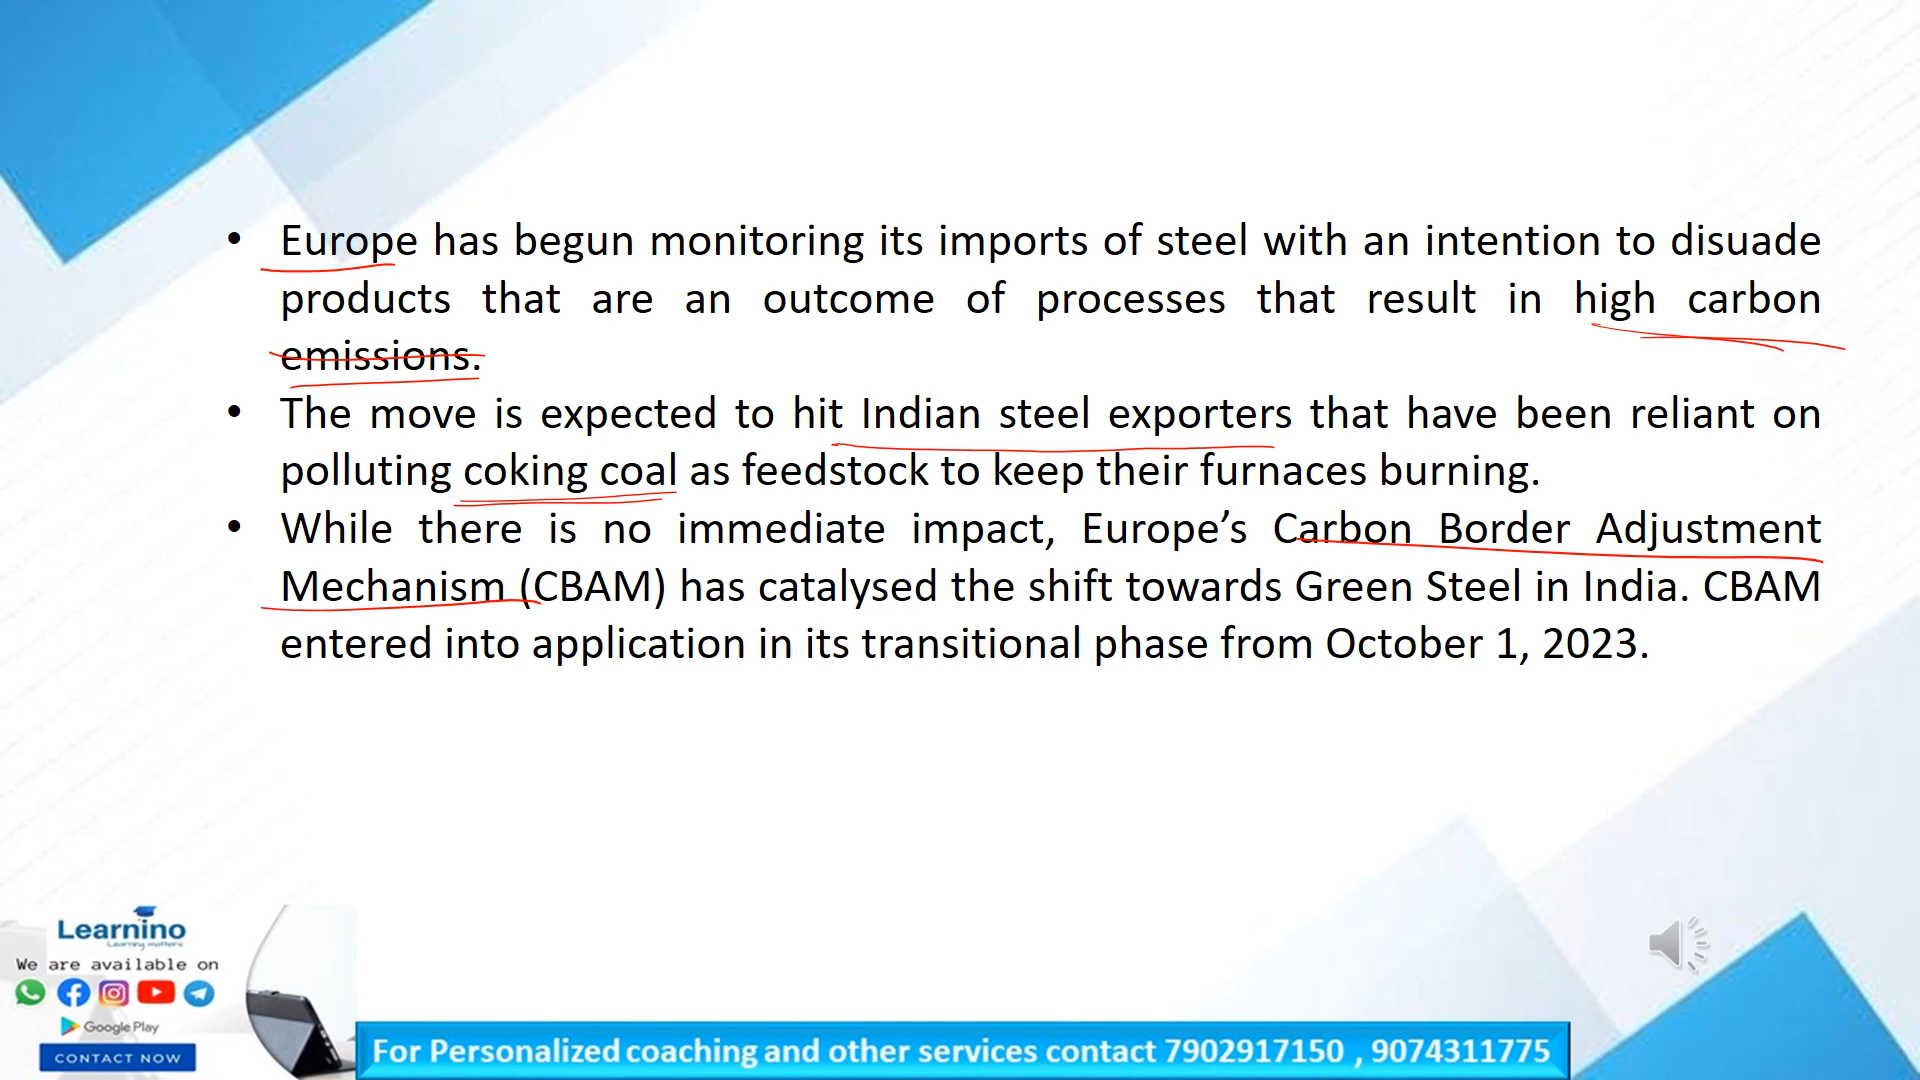 • Europe has begun monitoring its imports of steel with an intention to disuade
products that are an outcome of processes that result in high carbon
emissions.
• The move is expected to hit Indian steel exporters that have been reliant on
polluting coking coal as feedstock to keep their furnaces burning.
• While there is no immediate impact, Europe’s Carbon Border Adjustment
Mechanism (CBAM) has catalysed the shift towards Green Steel in India. CBAM
entered into application in its transitional phase from October 1, 2023.
Learnino
Learning matters
We are available on
Google Play
CONTACT NOW
For Personalized coaching and other services contact 7902917150 , 9074311775